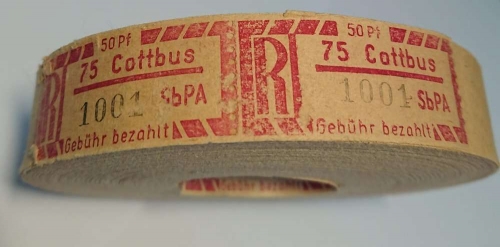 50 Pf
75 Cottbus
R
1001 SbPA
Gebühr bezahlt
50 Pf
75 Cottbus
R
1001 SbPA
Gebühr bezahlt